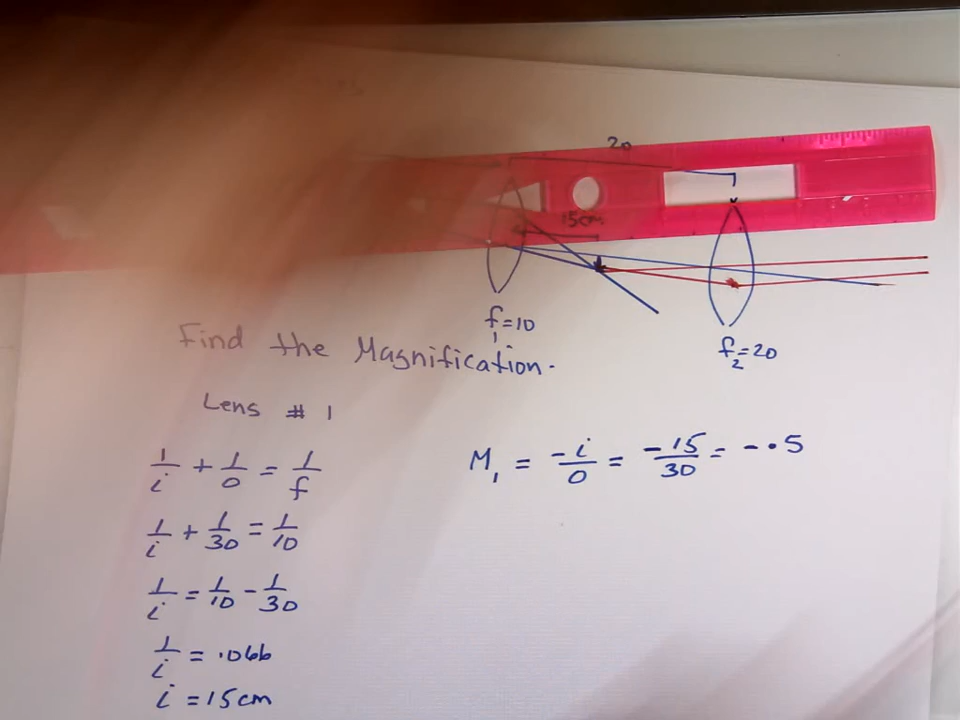 20
15cm
f1=10
f2=20
Find the Magnification.
Lens # 1
1/i + 1/o = 1/f
M1 = -i/o = -15/30 = -.5
1/i + 1/30 = 1/10
1/i = 1/10 - 1/30
1/i = .066
i = 15cm